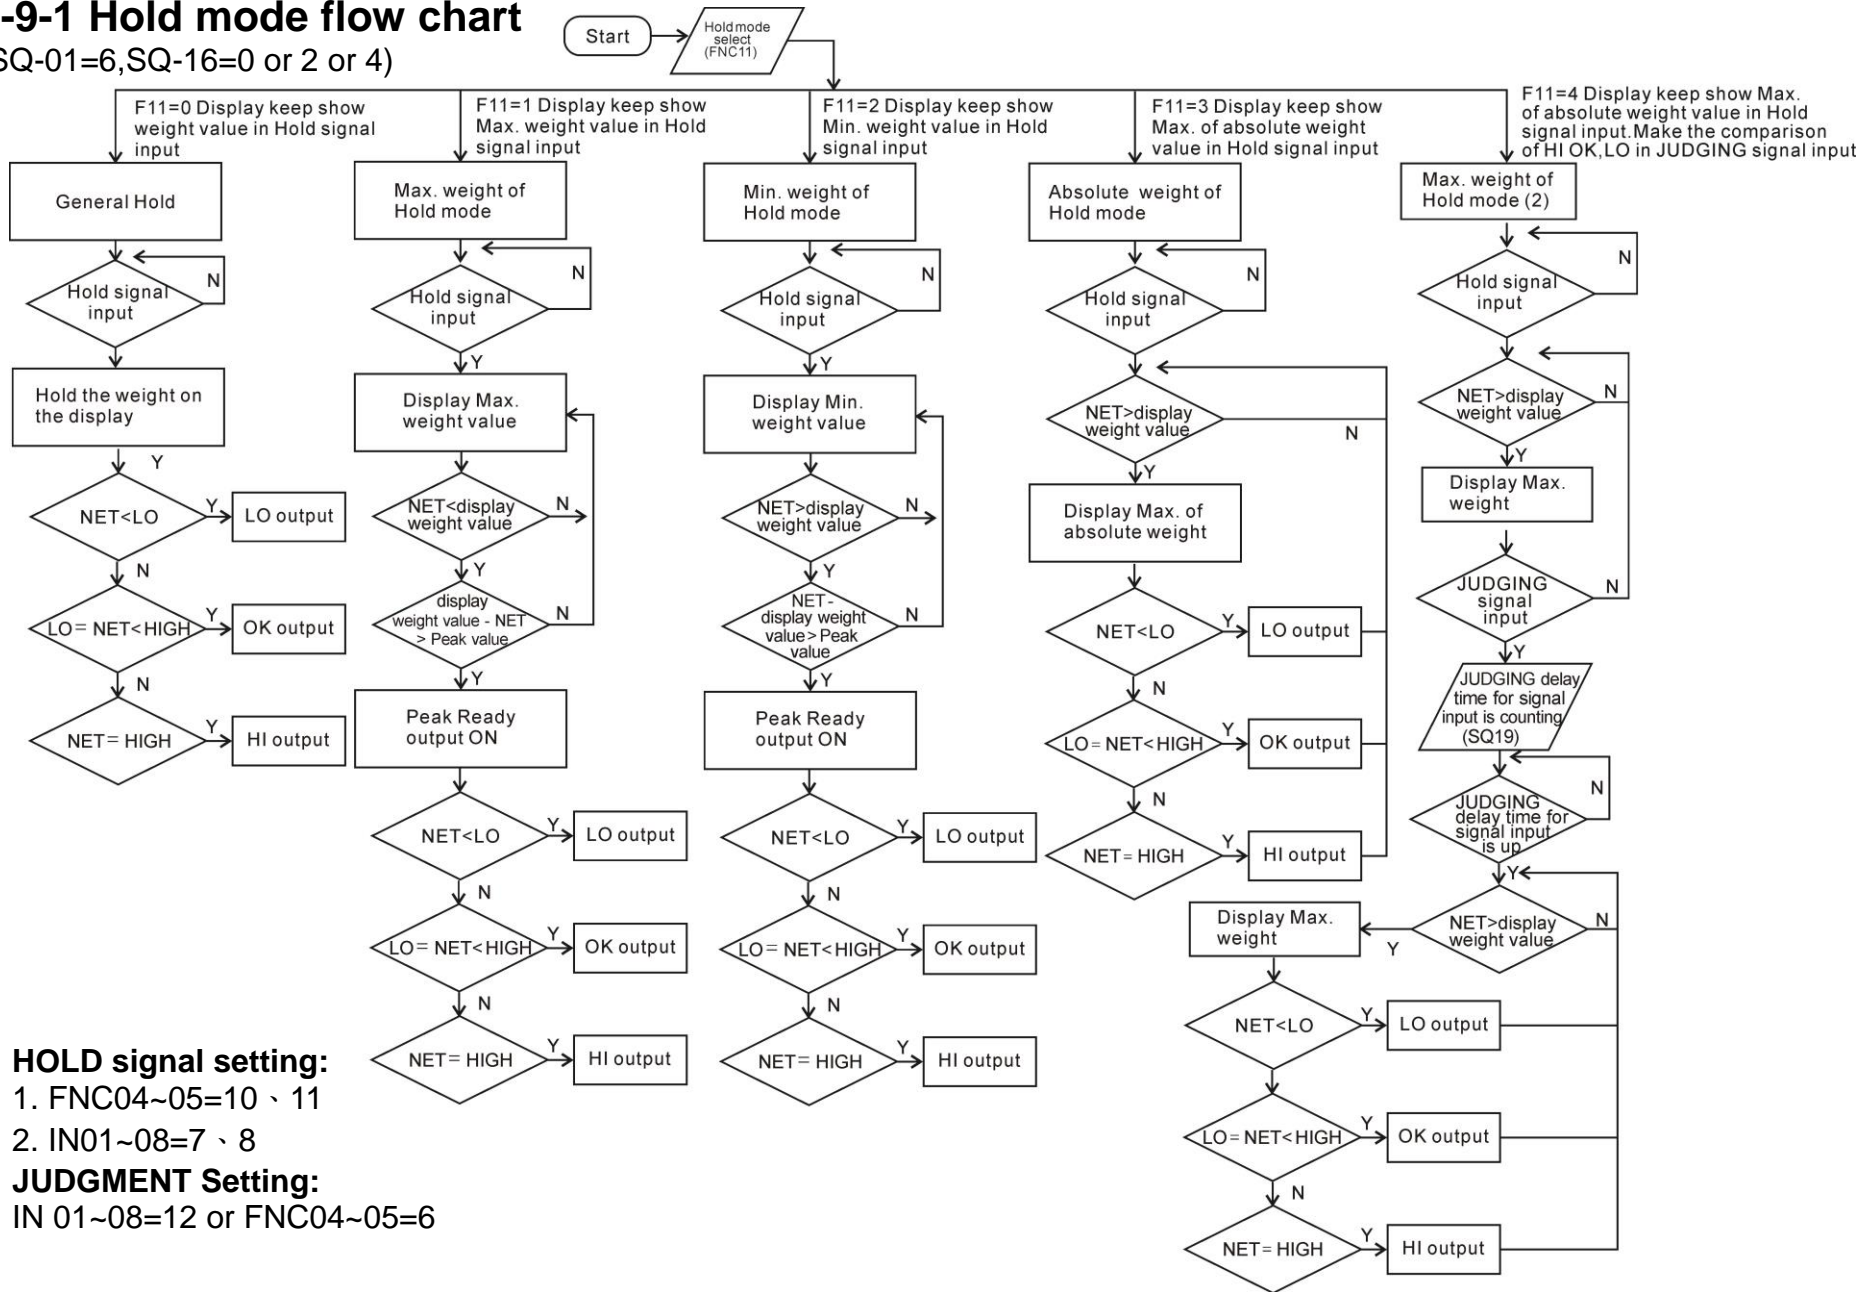 -9-1 Hold mode flow chart
SQ-01=6,SQ-16=0 or 2 or 4)
Start
Hold mode
select
(FNC11)
F11=0 Display keep show
weight value in Hold signal
input
General Hold
Hold signal
input
N
Hold the weight on
the display
Y
NET<LO
Y
LO output
N
LO= NET<HIGH
Y
OK output
N
NET= HIGH
Y
HI output
F11=1 Display keep show
Max. weight value in Hold
signal input
Max. weight of
Hold mode
Hold signal
input
N
Y
Display Max.
weight value
NET<display
weight value
N
Y
display
weight value - NET
> Peak value
N
Y
Peak Ready
output ON
NET<LO
Y
LO output
N
LO= NET<HIGH
Y
OK output
N
NET= HIGH
Y
HI output
F11=2 Display keep show
Min. weight value in Hold
signal input
Min. weight of
Hold mode
Hold signal
input
N
Y
Display Min.
weight value
NET>display
weight value
N
Y
NET-
display weight
value>Peak
value
N
Y
Peak Ready
output ON
NET<LO
Y
LO output
N
LO= NET<HIGH
Y
OK output
N
NET= HIGH
Y
HI output
F11=3 Display keep show
Max. of absolute weight
value in Hold signal input
Absolute weight of
Hold mode
Hold signal
input
N
NET>display
weight value
N
Y
Display Max. of
absolute weight
NET<LO
Y
LO output
N
LO= NET<HIGH
Y
OK output
N
NET= HIGH
Y
HI output
F11=4 Display keep show Max.
of absolute weight value in Hold
signal input.Make the comparison
of HI OK,LO in JUDGING signal input
Max. weight of
Hold mode (2)
Hold signal
input
N
NET>display
weight value
N
Y
Display Max.
weight
JUDGING
signal
input
N
Y
JUDGING delay
time for signal
input is counting
(SQ19)
JUDGING
delay time for
signal input
is up
N
Y
NET>display
weight value
N
Y
Display Max.
weight
NET<LO
Y
LO output
LO= NET<HIGH
Y
OK output
N
NET= HIGH
Y
HI output
HOLD signal setting:
1. FNC04~05=10、11
2. IN01~08=7、8
JUDGMENT Setting:
IN 01~08=12 or FNC04~05=6